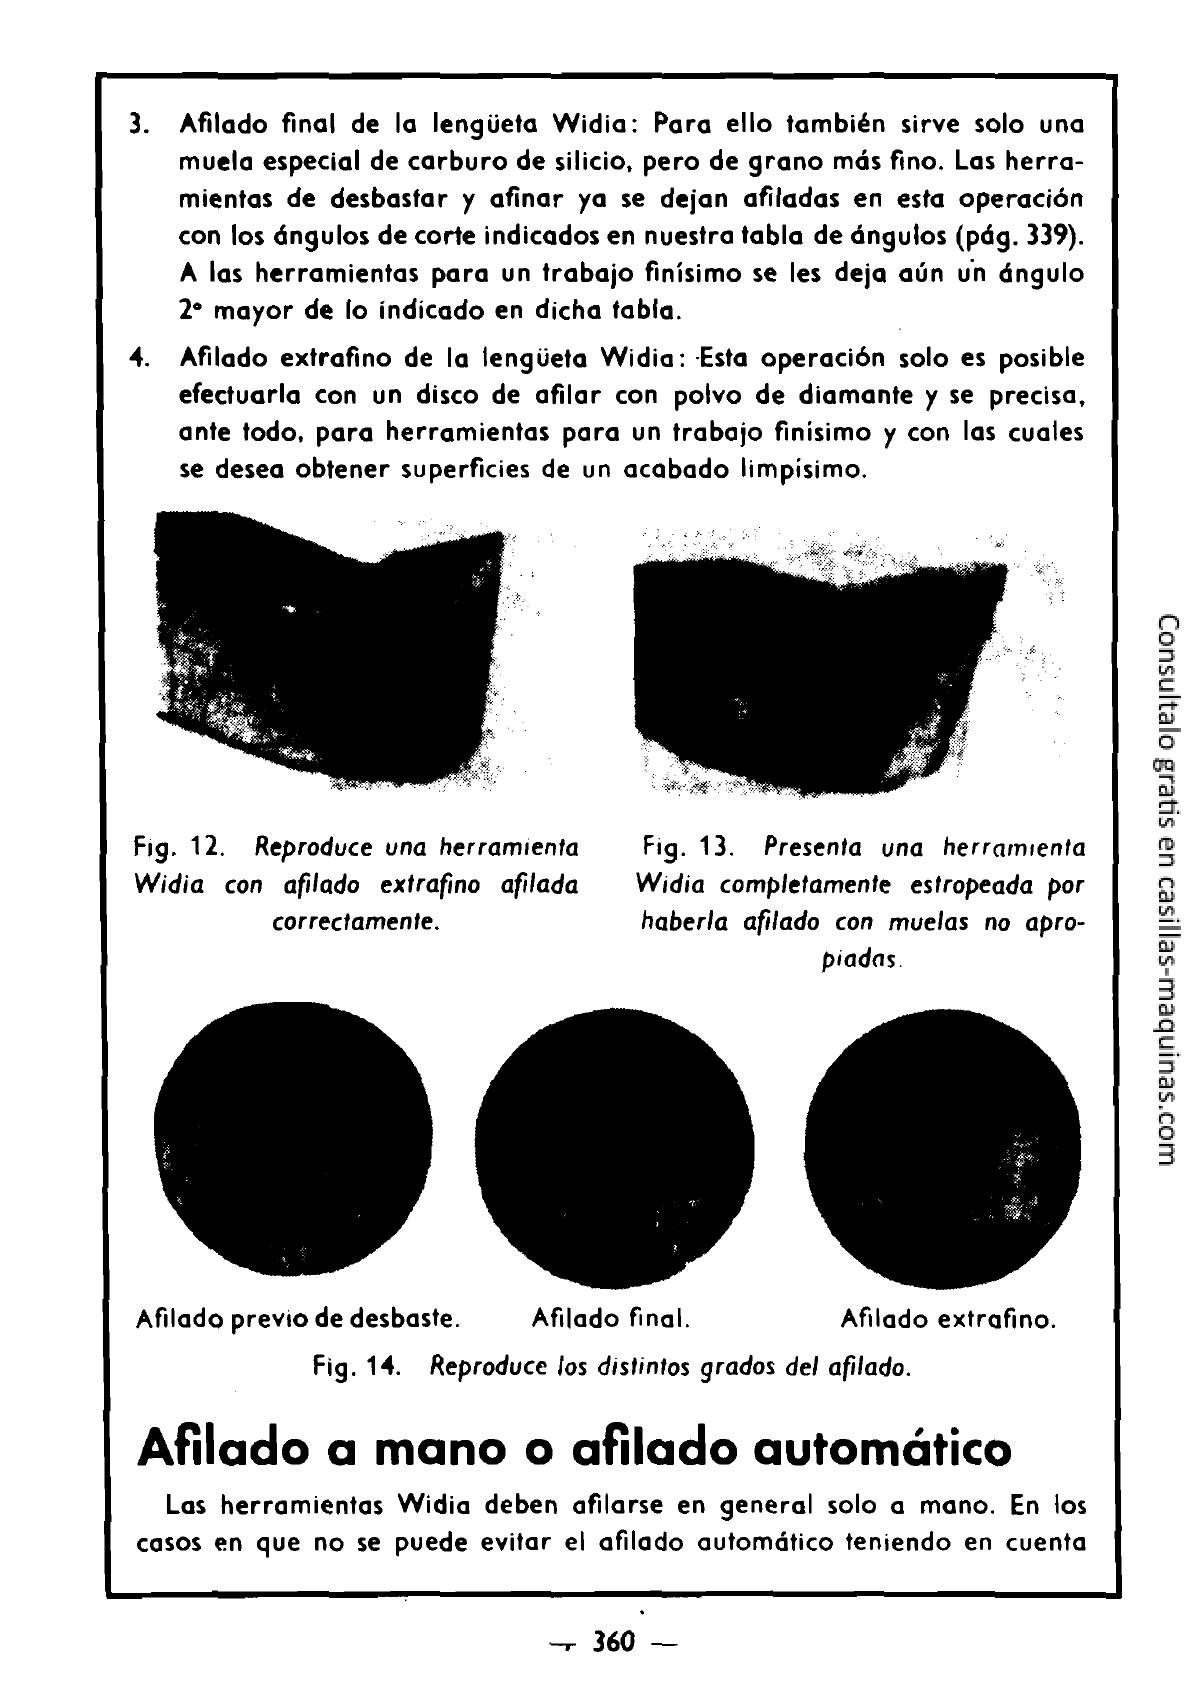 3. Afilado final de la lengüeta Widia: Para ello también sirve solo una
muela especial de carburo de silicio, pero de grano más fino. Las herra-
mientas de desbastar y afinar ya se dejan afiladas en esta operación
con los ángulos de corte indicados en nuestra tabla de ángulos (pág. 339).
A las herramientas para un trabajo finísimo se les deja aún un ángulo
2° mayor de lo indicado en dicha tabla.
4. Afilado extrafino de la lengüeta Widia: Esta operación solo es posible
efectuarla con un disco de afilar con polvo de diamante y se precisa,
ante todo, para herramientas para un trabajo finísimo y con las cuales
se desea obtener superficies de un acabado limpísimo.
Fig. 12. Reproduce una herramienta
Widia con afilado extrafino afilada
correctamente.
Fig. 13. Presenta una herramienta
Widia completamente estropeada por
haberla afilado con muelas no apro-
piadas.
Afilado previo de desbaste. Afilado final. Afilado extrafino.
Fig. 14. Reproduce los distintos grados del afilado.
Afilado a mano o afilado automático
Las herramientas Widia deben afilarse en general solo a mano. En los
casos en que no se puede evitar el afilado automático teniendo en cuenta
— 360 —
Consultalo gratis en casillas-maquinas.com